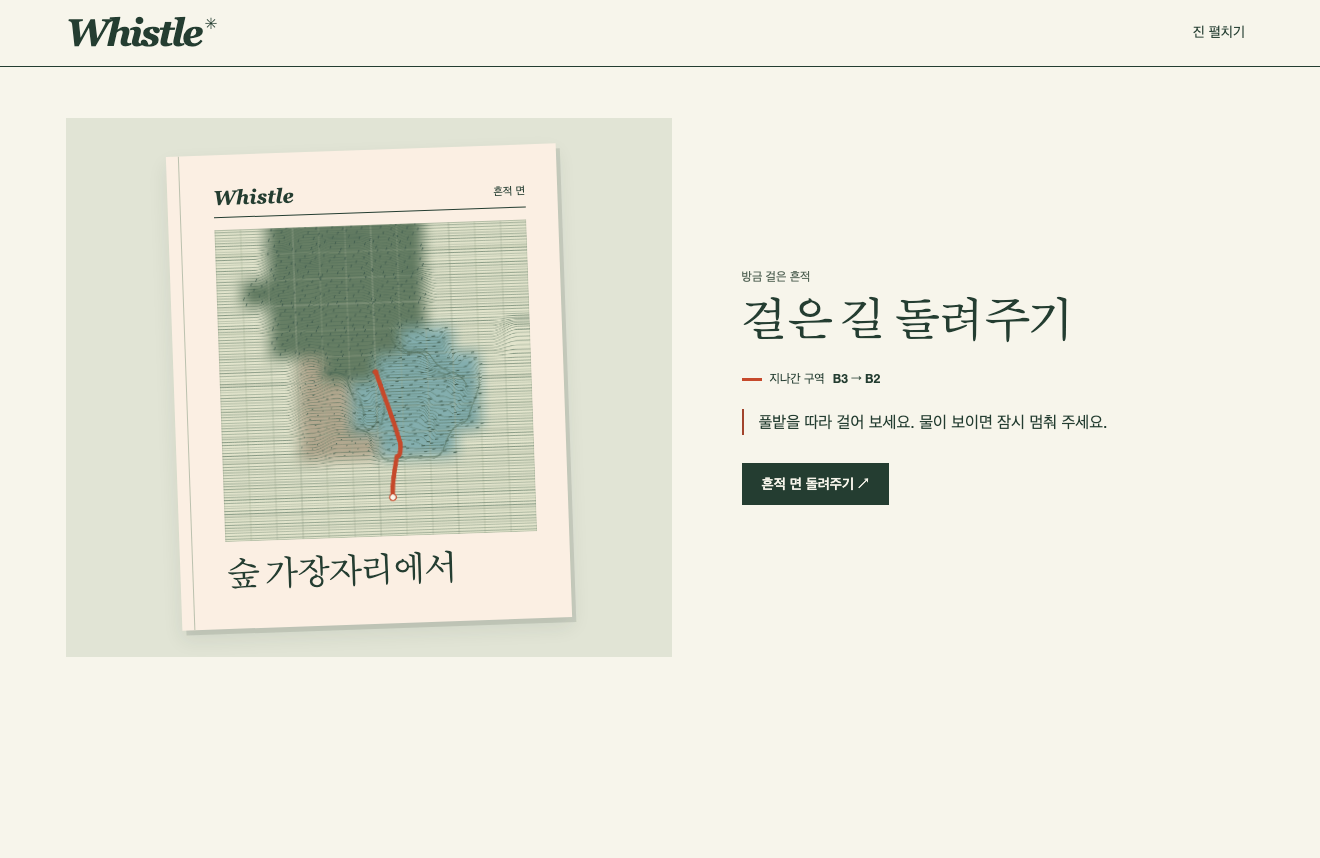 Whistle✳
진 펼치기
Whistle
흔적 면
숲 가장자리에서
방금 걸은 흔적
걸은 길 돌려주기
지나간 구역 B3 → B2
풀밭을 따라 걸어 보세요. 물이 보이면 잠시 멈춰 주세요.
흔적 면 돌려주기 ↗